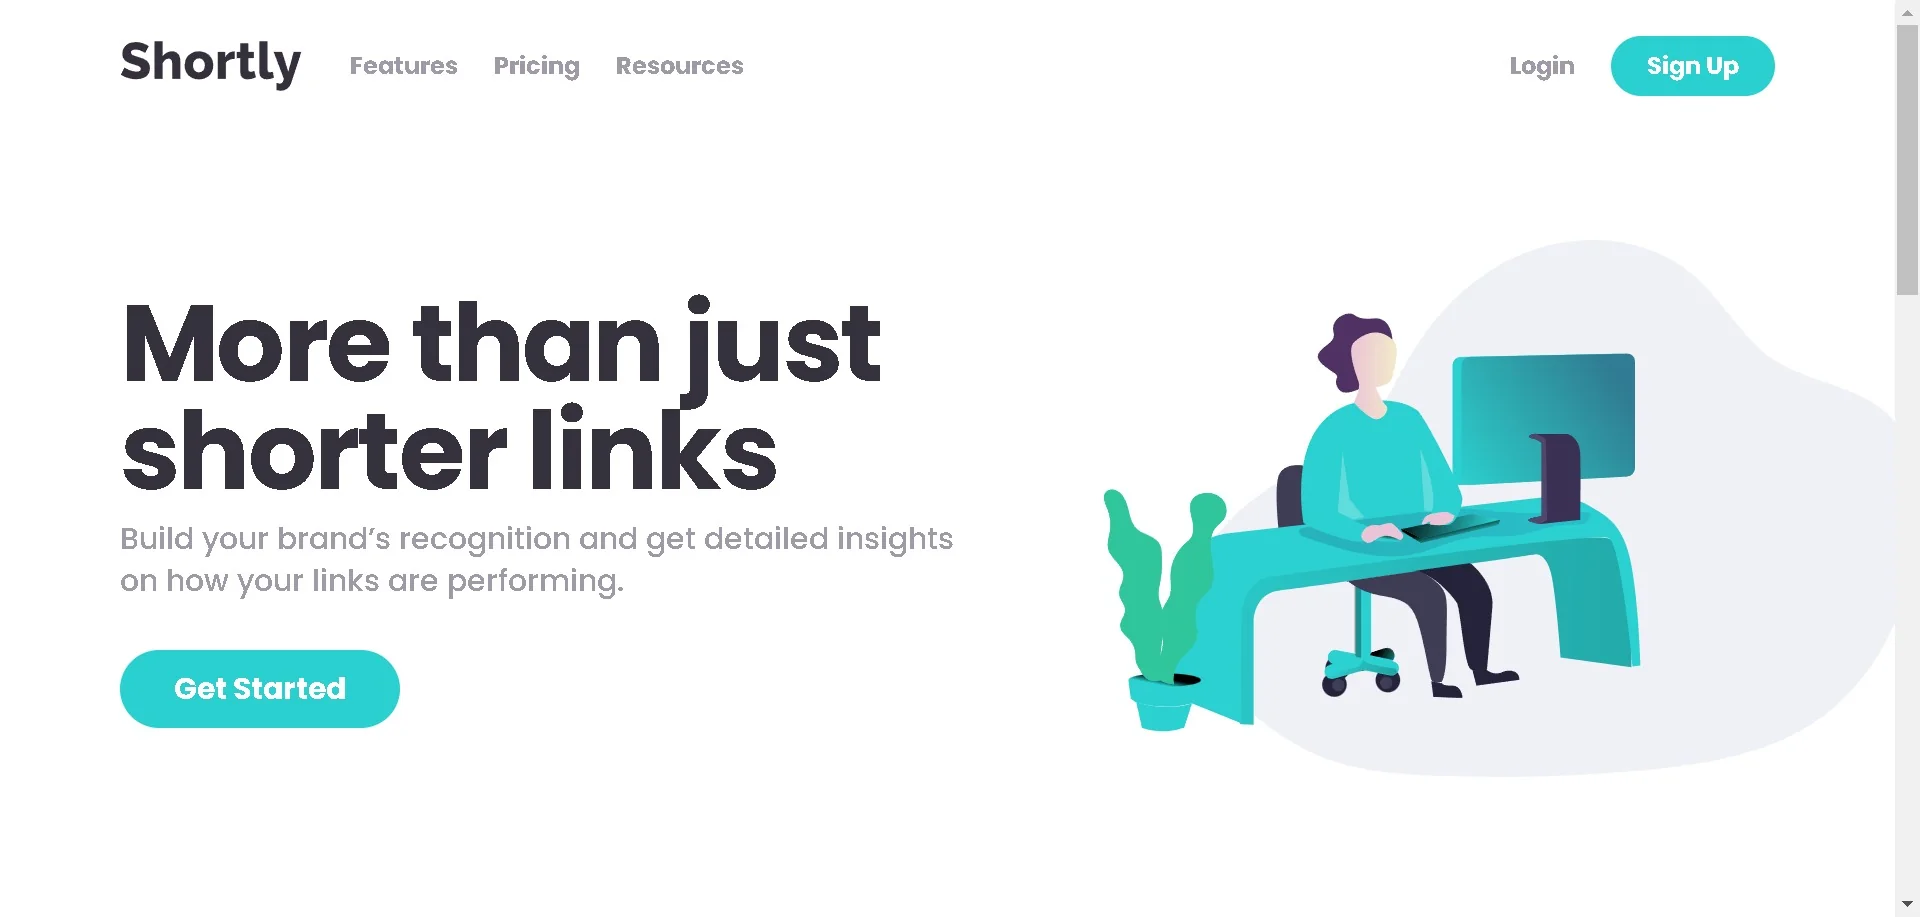 Shortly Features Pricing Resources Login Sign Up
More than just
shorter links
Build your brand’s recognition and get detailed insights
on how your links are performing.
Get Started